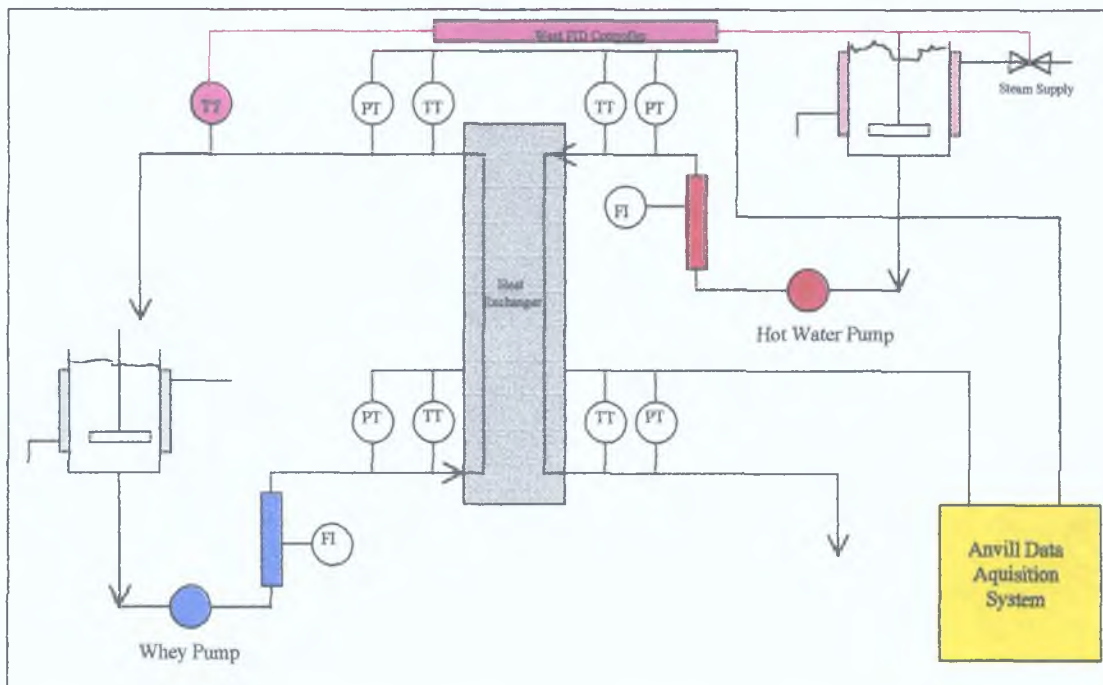 West PID Controller
TT
PT
TT
TT
PT
Steam Supply
FI
Heat
Exchanger
Hot Water Pump
PT
TT
TT
PT
FI
Whey Pump
Anvill Data
Aquisition
System